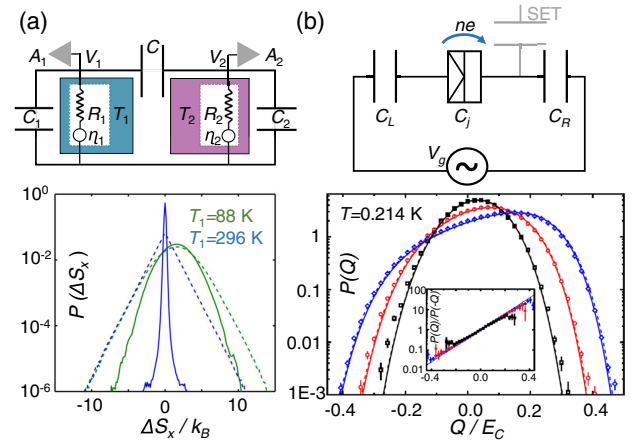 (a)
A1 V1 C V2 A2
C1 R1 T1 T2 R2 C2
η1 η2
10^0
10^-2
10^-4
10^-6
P (ΔSx)
T1=88 K
T1=296 K
-10 0 10
ΔSx / kB
(b)
ne SET
CL Cj CR
Vg
T=0.214 K
1
0.1
0.01
1E-3
P(Q)
P(Q)/P(-Q)
100
10
1
0.1
0.01
-0.4 0.0 0.4
-0.4 -0.2 0.0 0.2 0.4
Q / EC